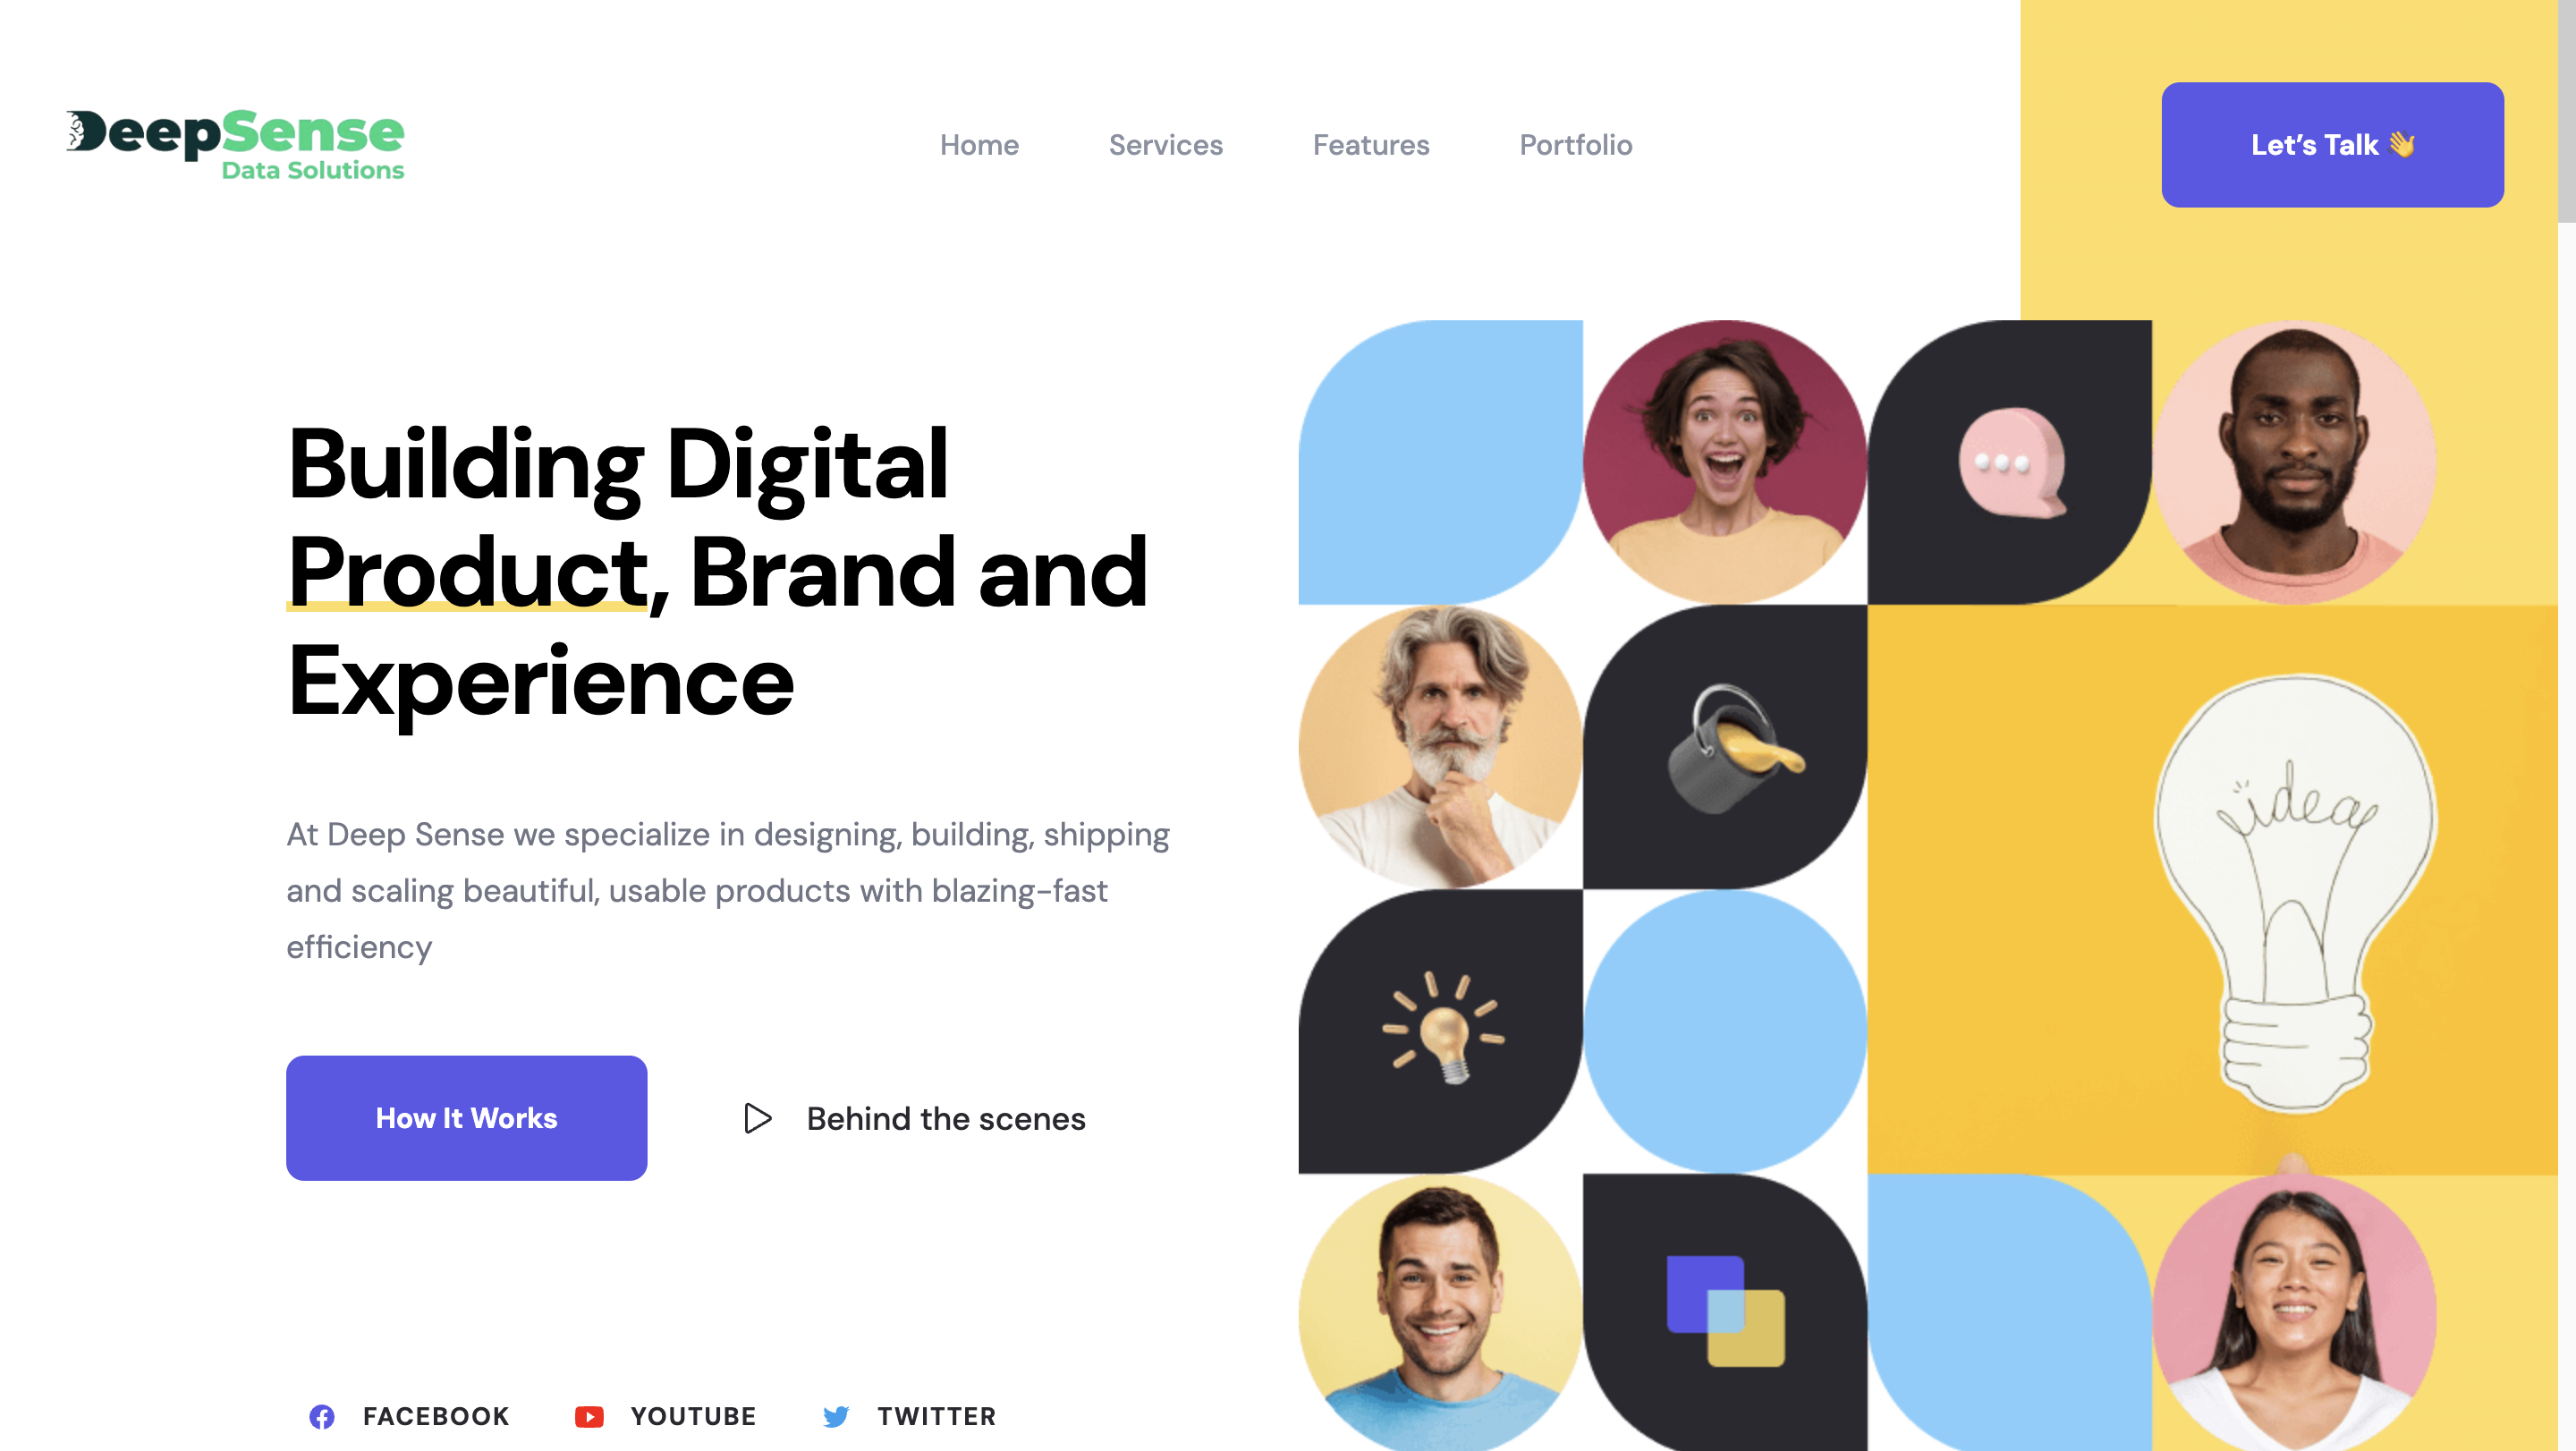 DeepSense
Data Solutions
Home
Services
Features
Portfolio
Let’s Talk 👋
Building Digital
Product, Brand and
Experience
At Deep Sense we specialize in designing, building, shipping
and scaling beautiful, usable products with blazing-fast
efficiency
How It Works
Behind the scenes
idea
FACEBOOK
YOUTUBE
TWITTER